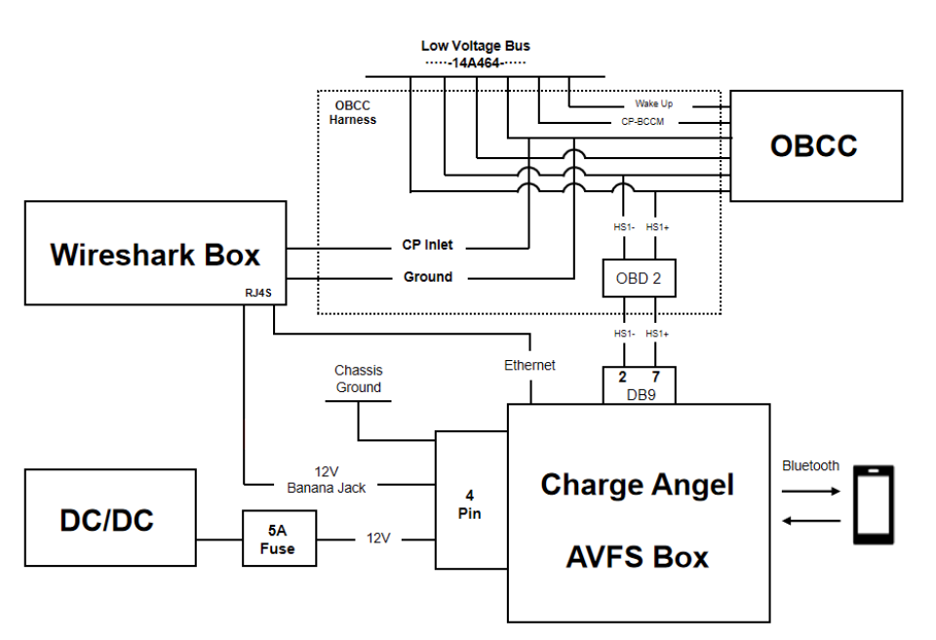 Low Voltage Bus
-----14A464-·····
OBCC
Harness
Wake Up
CP-BCCM
OBCC
Wireshark Box
RJ4S
CP Inlet
Ground
HS1- HS1+
OBD 2
HS1- HS1+
2 7
DB9
Ethernet
Chassis
Ground
12V
Banana Jack
4
Pin
Charge Angel
AVFS Box
Bluetooth
DC/DC
5A
Fuse
12V